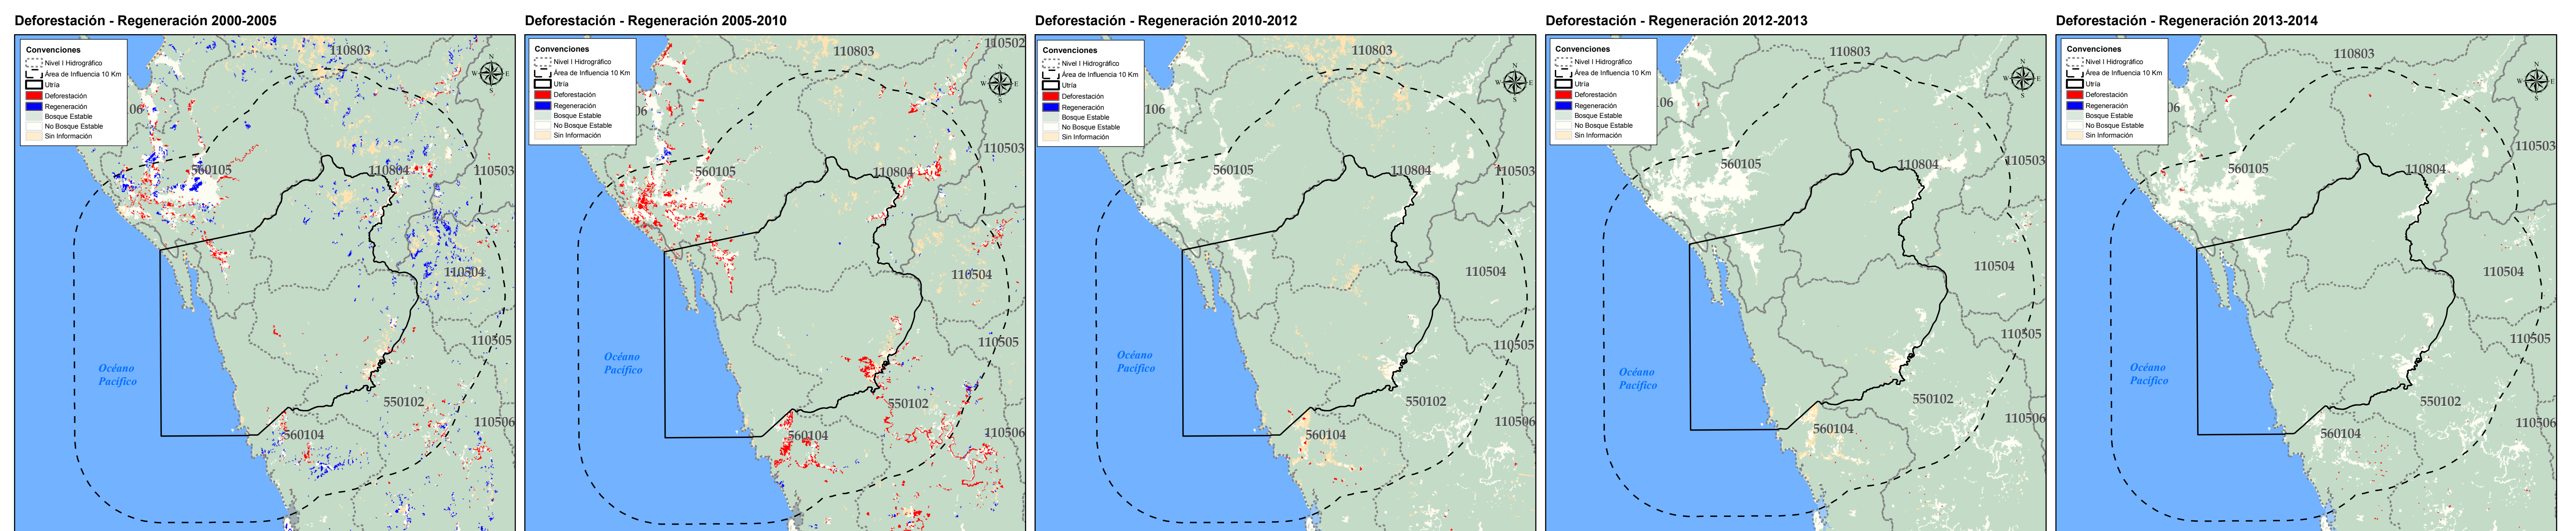 Deforestación - Regeneración 2000-2005
Convenciones
Nivel I Hidrográfico
Área de Influencia 10 Km
Utría
Deforestación
Regeneración
Bosque Estable
No Bosque Estable
Sin Información
N
W E
S
110803
06
560105
110804
110503
110504
110505
Océano
Pacífico
550102
110506
560104
Deforestación - Regeneración 2005-2010
Convenciones
Nivel I Hidrográfico
Área de Influencia 10 Km
Utría
Deforestación
Regeneración
Bosque Estable
No Bosque Estable
Sin Información
N
W E
S
110502
110803
06
110503
560105
110804
110504
110505
Océano
Pacífico
550102
110506
560104
Deforestación - Regeneración 2010-2012
Convenciones
Nivel I Hidrográfico
Área de Influencia 10 Km
Utría
Deforestación
Regeneración
Bosque Estable
No Bosque Estable
Sin Información
N
W E
S
110803
106
560105
110804
110503
110504
110505
Océano
Pacífico
550102
110506
560104
Deforestación - Regeneración 2012-2013
Convenciones
Nivel I Hidrográfico
Área de Influencia 10 Km
Utría
Deforestación
Regeneración
Bosque Estable
No Bosque Estable
Sin Información
N
W E
S
110803
06
560105
110804
110503
110504
110505
Océano
Pacífico
550102
110506
560104
Deforestación - Regeneración 2013-2014
Convenciones
Nivel I Hidrográfico
Área de Influencia 10 Km
Utría
Deforestación
Regeneración
Bosque Estable
No Bosque Estable
Sin Información
N
W E
S
110803
06
110503
560105
110804
110504
110505
Océano
Pacífico
550102
110506
560104